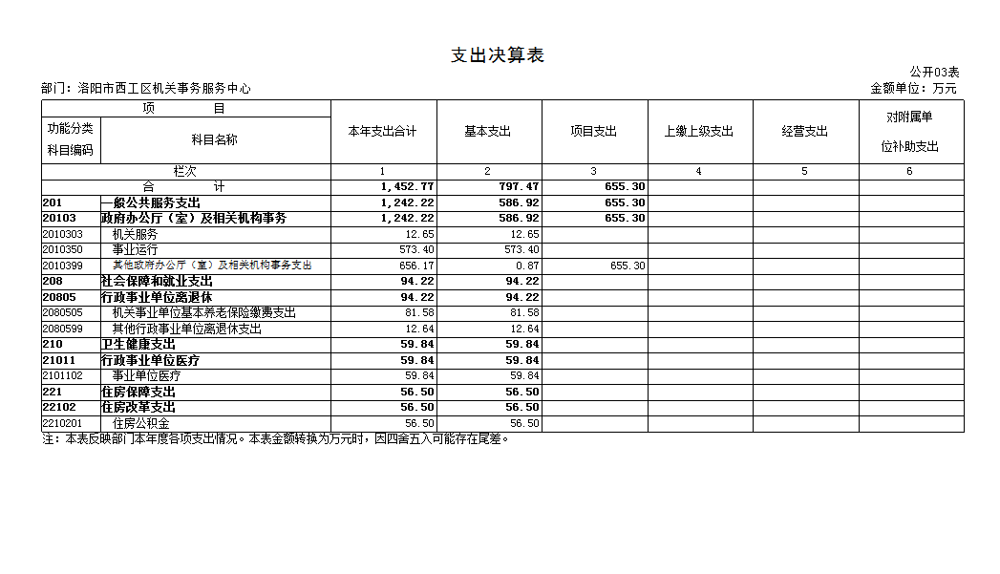 支出决算表
公开03表
部门：洛阳市西工区机关事务服务中心 金额单位：万元
项 目 本年支出合计 基本支出 项目支出 上缴上级支出 经营支出 对附属单位补助支出
功能分类科目编码 科目名称
栏次 1 2 3 4 5 6
合 计 1,452.77 797.47 655.30
201 一般公共服务支出 1,242.22 586.92 655.30
20103 政府办公厅（室）及相关机构事务 1,242.22 586.92 655.30
2010303 机关服务 12.65 12.65
2010350 事业运行 573.40 573.40
2010399 其他政府办公厅（室）及相关机构事务支出 656.17 0.87 655.30
208 社会保障和就业支出 94.22 94.22
20805 行政事业单位离退休 94.22 94.22
2080505 机关事业单位基本养老保险缴费支出 81.58 81.58
2080599 其他行政事业单位离退休支出 12.64 12.64
210 卫生健康支出 59.84 59.84
21011 行政事业单位医疗 59.84 59.84
2101102 事业单位医疗 59.84 59.84
221 住房保障支出 56.50 56.50
22102 住房改革支出 56.50 56.50
2210201 住房公积金 56.50 56.50
注：本表反映部门本年度各项支出情况。本表金额转换为万元时，因四舍五入可能存在尾差。